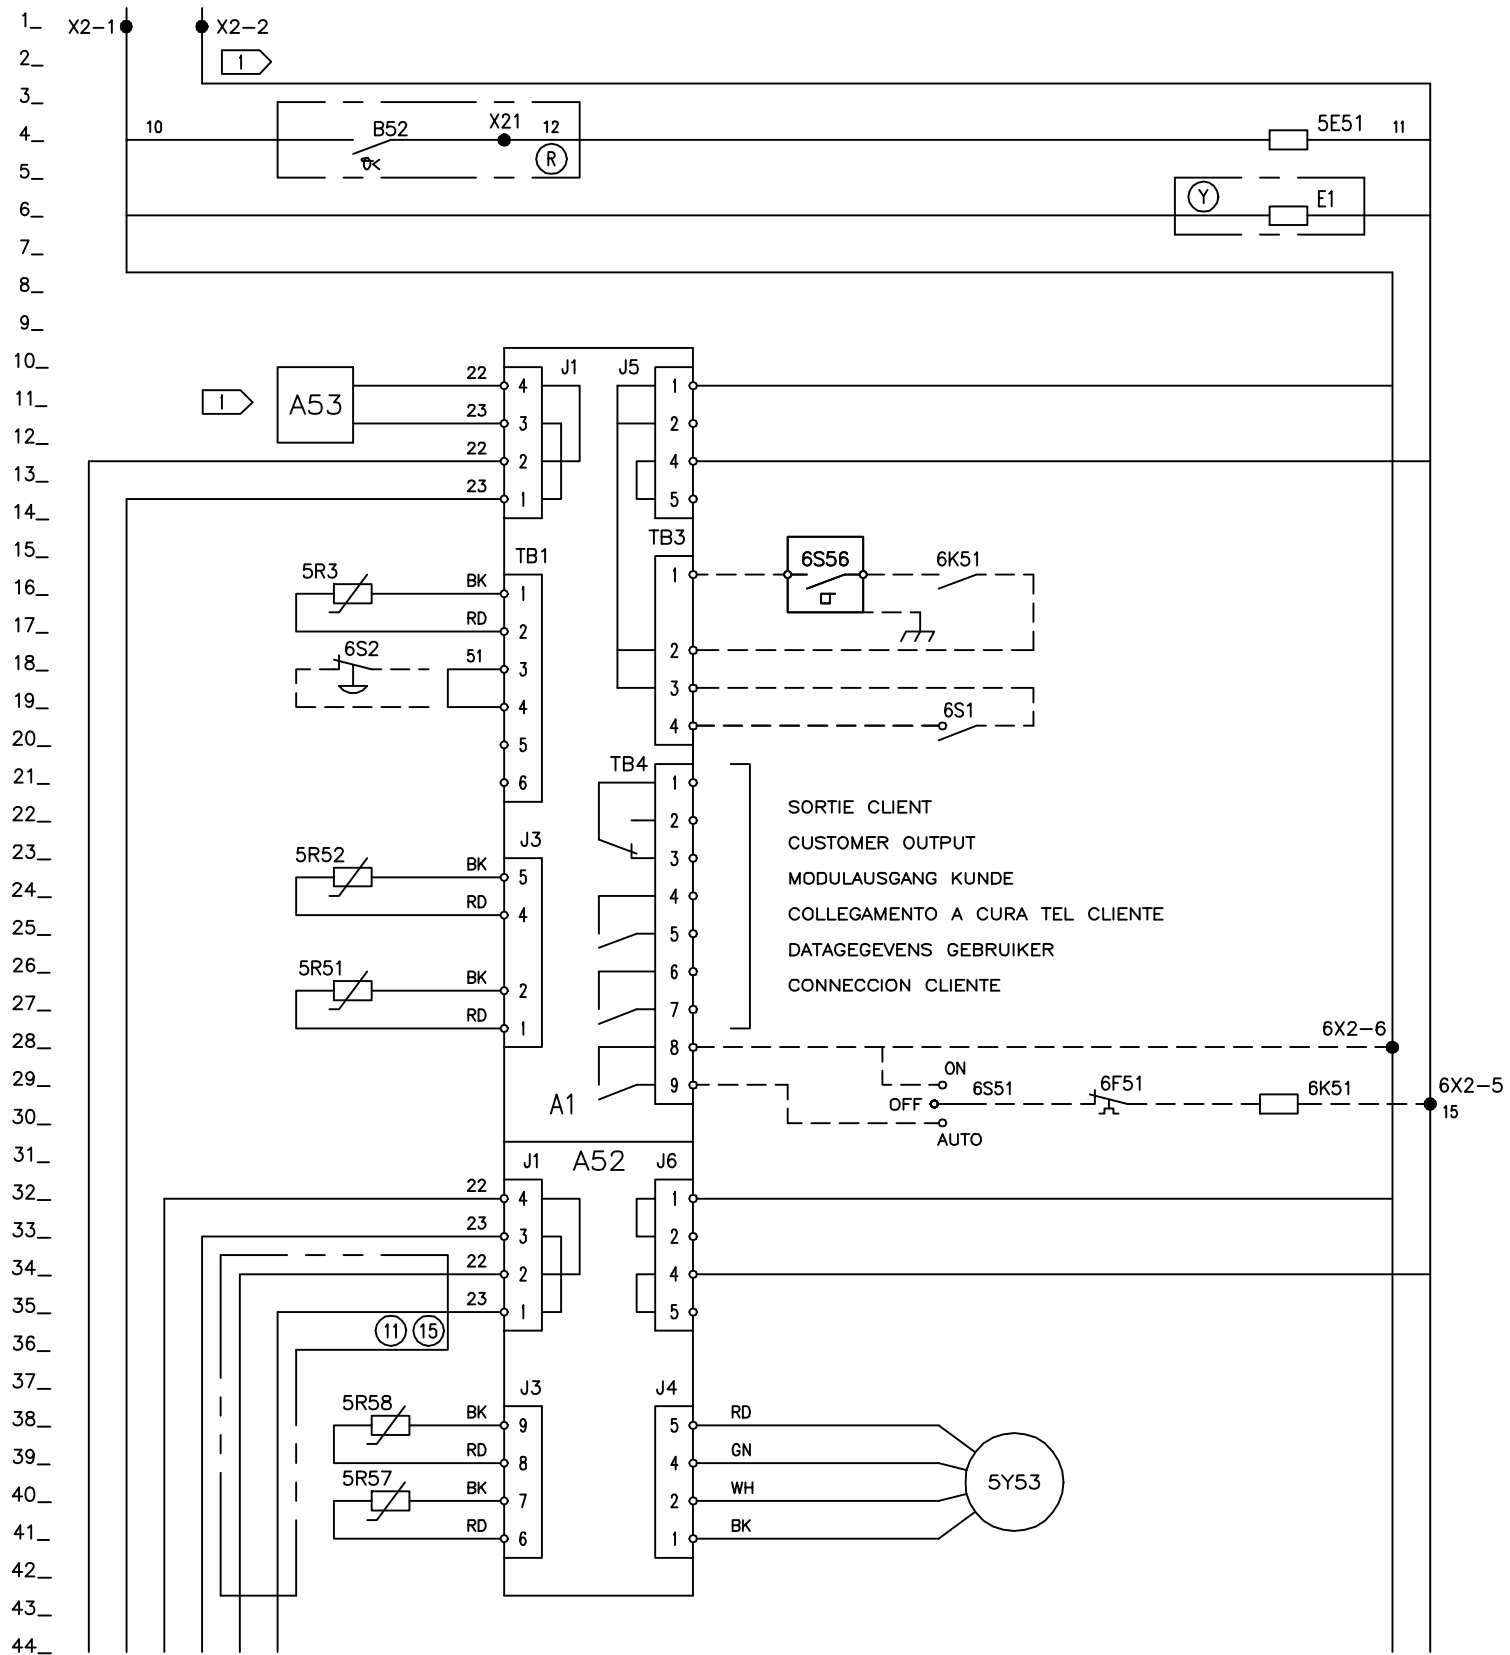 1_ X2-1 X2-2
2_ 1
3_
4_ 10 B52 X21 12 5E51 11
5_ R
6_ Y E1
7_
8_
9_
10_ 22 J1 J5
11_ 1 A53 4 1
12_ 23 3 2
13_ 22 2 4
14_ 23 1 5
15_ TB1 TB3 6S56 6K51
16_ 5R3 BK 1 1
17_ RD 2
18_ 6S2 51 3 2
19_ 4 3 6S1
20_ 5 4
21_ 6 TB4 1
22_ 2 SORTIE CLIENT
23_ J3 3 CUSTOMER OUTPUT
24_ 5R52 BK 5 4 MODULAUSGANG KUNDE
25_ RD 4 5 COLLEGAMENTO A CURA TEL CLIENTE
26_ 6 DATAGEGEVENS GEBRUIKER
27_ 5R51 BK 2 7 CONNECCION CLIENTE
28_ RD 1 8 6X2-6
29_ 9 ON 6S51 6F51 6K51 6X2-5
30_ A1 OFF 15
31_ J1 A52 J6 AUTO
32_ 22 4 1
33_ 23 3 2
34_ 22 2 4
35_ 23 1 5
36_ 11 15
37_ J3 J4
38_ 5R58 BK 9 5 RD
39_ RD 8 4 GN
40_ 5R57 BK 7 2 WH 5Y53
41_ RD 6 1 BK
42_
43_
44_